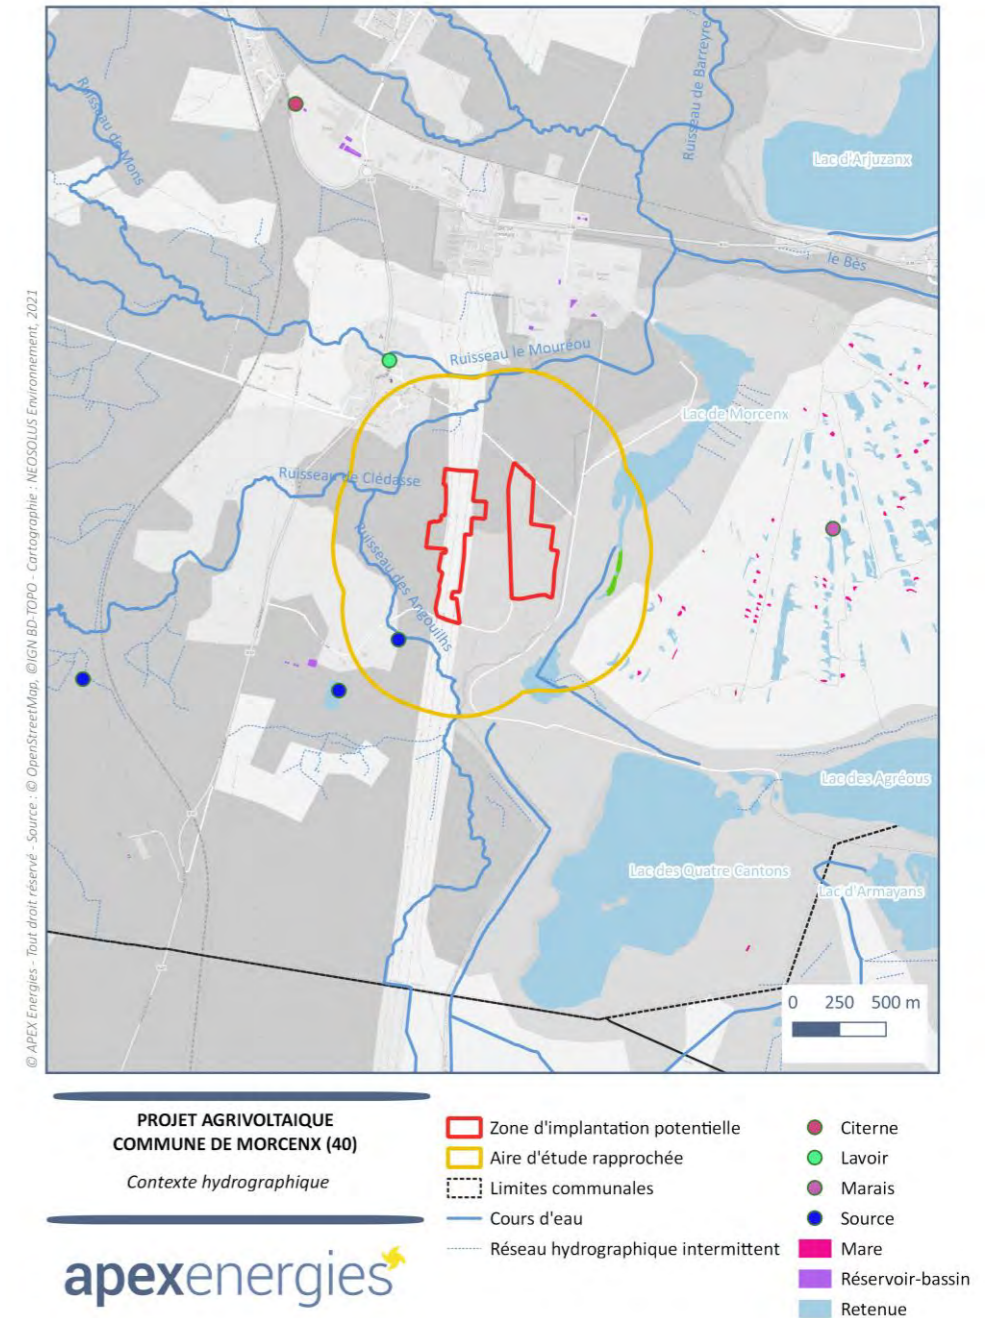 Ruisseau de Mons
Ruisseau de Barreyre
Lac d'Arjuzanx
le Bès
Ruisseau le Mouréou
Lac de Morcenx
Ruisseau de Clédasse
Ruisseau des Angouilhs
Lac des Agréous
Lac des Quatre Cantons
Lac d'Armayans
0 250 500 m
© APEX Energies - Tout droit réservé - Source : © OpenStreetMap, ©IGN BD-TOPO - Cartographie : NEOSOLUS Environnement, 2021
PROJET AGRIVOLTAIQUE
COMMUNE DE MORCENX (40)
Contexte hydrographique
apexenergies
Zone d'implantation potentielle
Aire d'étude rapprochée
Limites communales
Cours d'eau
Réseau hydrographique intermittent
Citerne
Lavoir
Marais
Source
Mare
Réservoir-bassin
Retenue